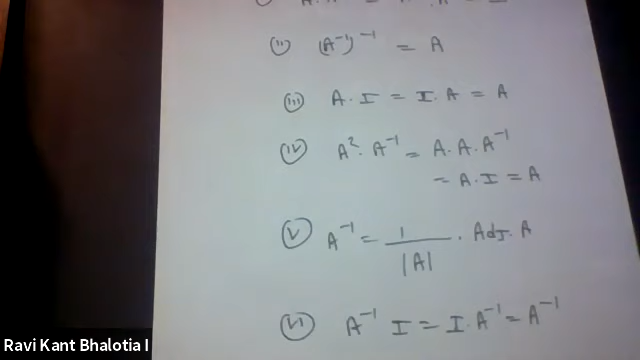 (ii) (A⁻¹)⁻¹ = A
(iii) A . I = I . A = A
(iv) A² . A⁻¹ = A . A . A⁻¹
= A . I = A
(v) A⁻¹ = 1/|A| . Adj. A
(vi) A⁻¹ I = I . A⁻¹ = A⁻¹
Ravi Kant Bhalotia I